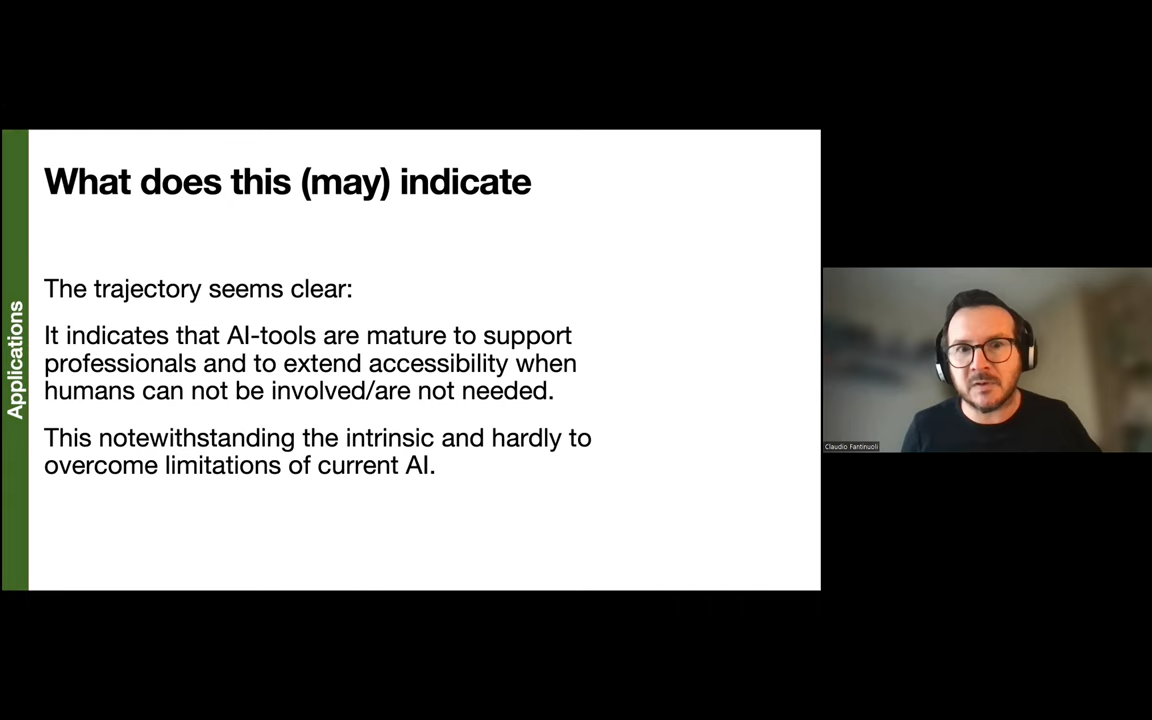 What does this (may) indicate
The trajectory seems clear:
It indicates that AI-tools are mature to support
professionals and to extend accessibility when
humans can not be involved/are not needed.
This notewithstanding the intrinsic and hardly to
overcome limitations of current AI.
Applications
Claudio Fantinuoli